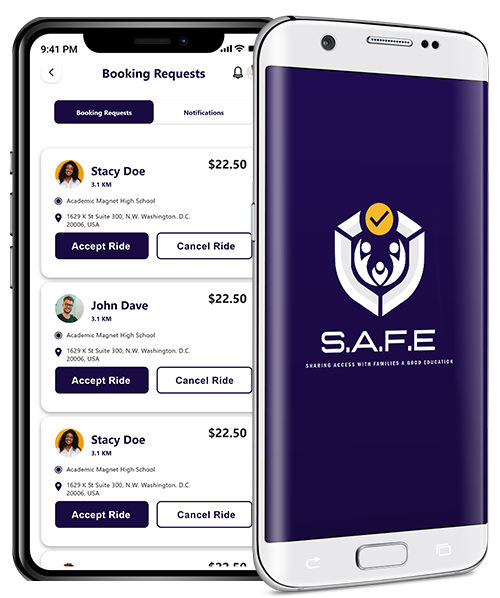 9:41 PM
Booking Requests
Booking Requests
Notifications
Stacy Doe
$22.50
3.1 KM
Academic Magnet High School
1629 K St Suite 300, N.W. Washington. D.C.
20006, USA
Accept Ride
Cancel Ride
John Dave
$22.50
3.1 KM
Academic Magnet High School
1629 K St Suite 300, N.W. Washington. D.C.
20006, USA
Accept Ride
Cancel Ride
Stacy Doe
$22.50
3.1 KM
Academic Magnet High School
1629 K St Suite 300, N.W. Washington. D.C.
20006, USA
Accept Ride
Cancel Ride
S.A.F.E
SHARING ACCESS WITH FAMILIES A GOOD EDUCATION